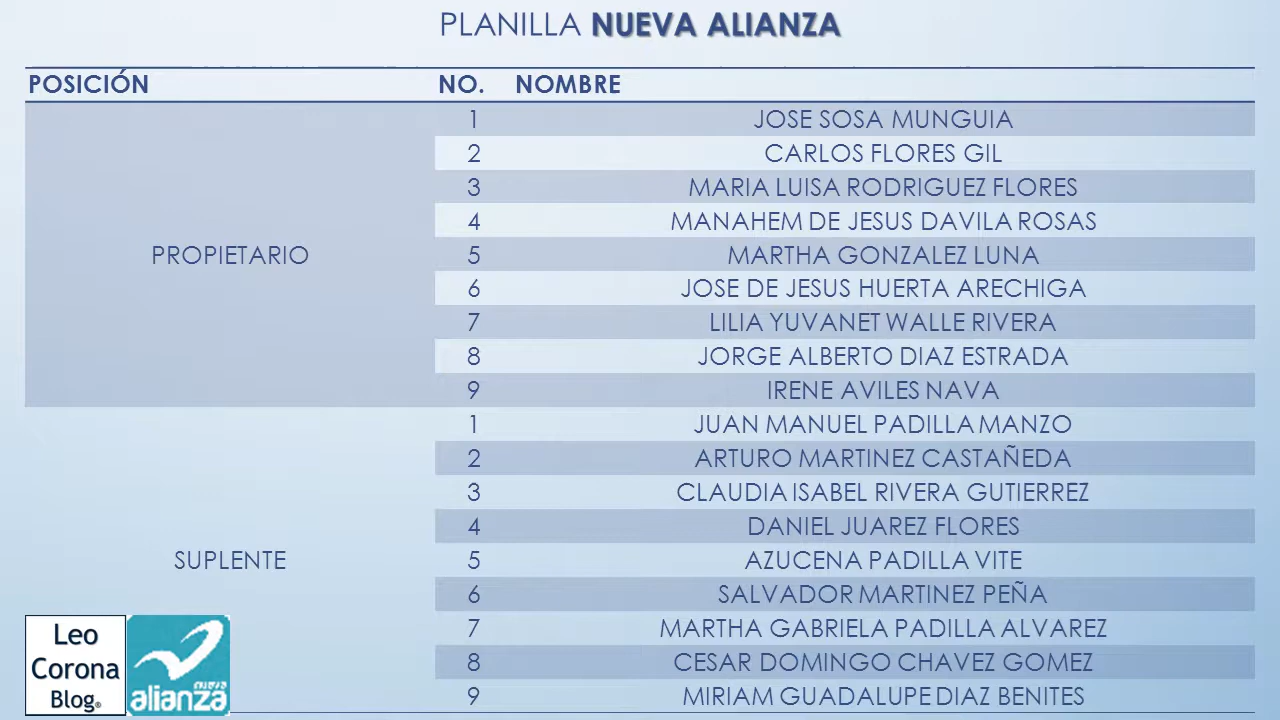 PLANILLA NUEVA ALIANZA
POSICIÓN NO. NOMBRE
1 JOSE SOSA MUNGUIA
2 CARLOS FLORES GIL
3 MARIA LUISA RODRIGUEZ FLORES
4 MANAHEM DE JESUS DAVILA ROSAS
PROPIETARIO 5 MARTHA GONZALEZ LUNA
6 JOSE DE JESUS HUERTA ARECHIGA
7 LILIA YUVANET WALLE RIVERA
8 JORGE ALBERTO DIAZ ESTRADA
9 IRENE AVILES NAVA
1 JUAN MANUEL PADILLA MANZO
2 ARTURO MARTINEZ CASTAÑEDA
3 CLAUDIA ISABEL RIVERA GUTIERREZ
4 DANIEL JUAREZ FLORES
SUPLENTE 5 AZUCENA PADILLA VITE
6 SALVADOR MARTINEZ PEÑA
7 MARTHA GABRIELA PADILLA ALVAREZ
8 CESAR DOMINGO CHAVEZ GOMEZ
9 MIRIAM GUADALUPE DIAZ BENITES
Leo
Corona
Blog.®
nueva
alianza